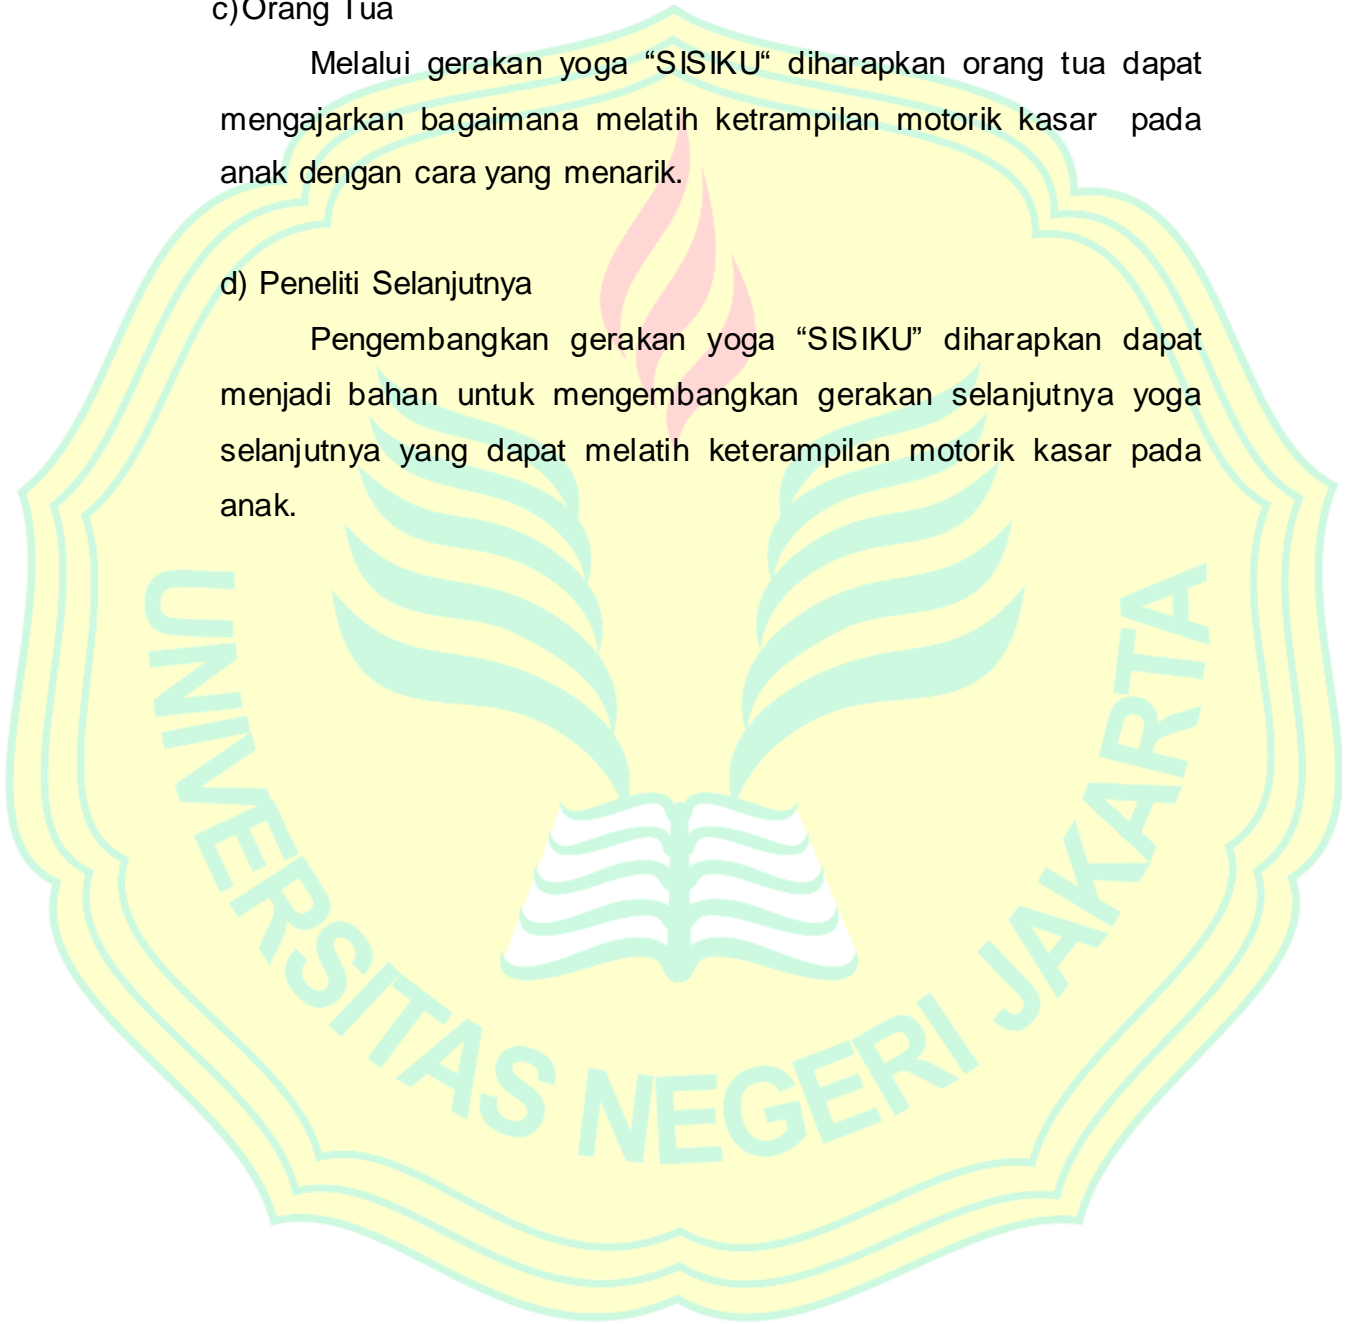 c) Orang Tua
Melalui gerakan yoga “SISIKU“ diharapkan orang tua dapat
mengajarkan bagaimana melatih ketrampilan motorik kasar pada
anak dengan cara yang menarik.
d) Peneliti Selanjutnya
Pengembangkan gerakan yoga “SISIKU” diharapkan dapat
menjadi bahan untuk mengembangkan gerakan selanjutnya yoga
selanjutnya yang dapat melatih keterampilan motorik kasar pada
anak.
UNIVERSITAS NEGERI JAKARTA